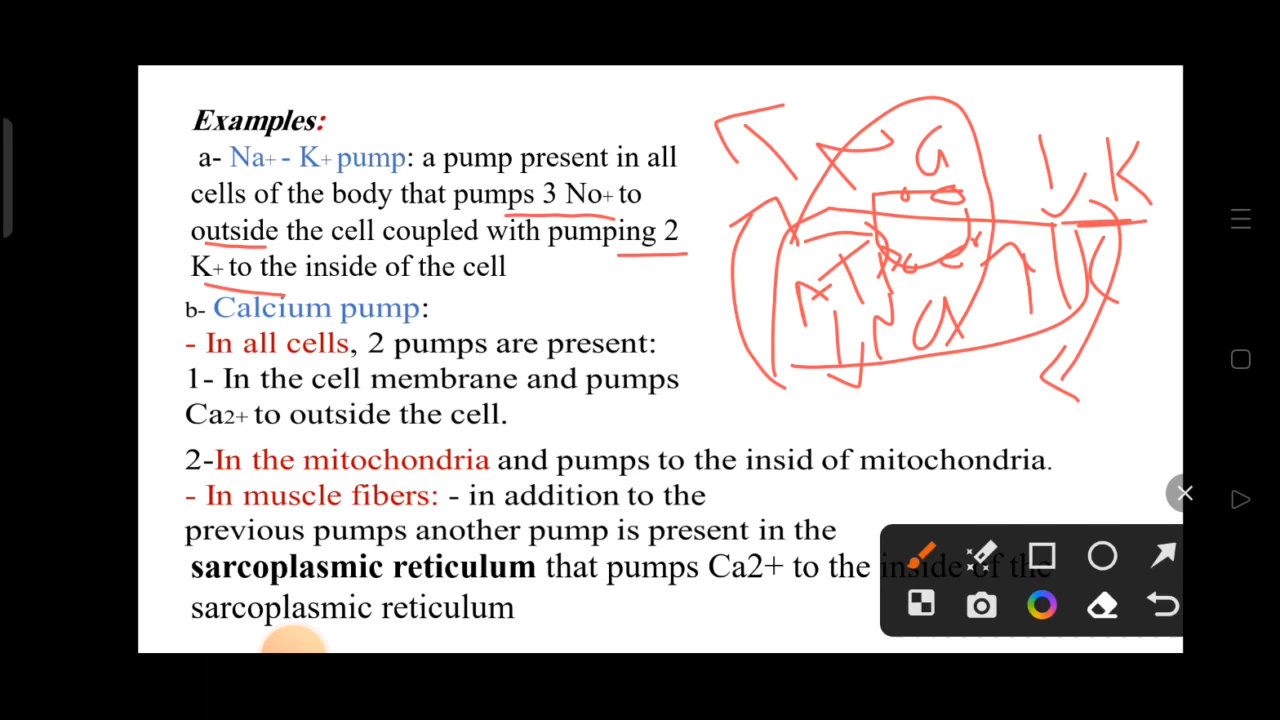 Examples:
a- Na+ - K+ pump: a pump present in all
cells of the body that pumps 3 No+ to
outside the cell coupled with pumping 2
K+ to the inside of the cell
b- Calcium pump:
- In all cells, 2 pumps are present:
1- In the cell membrane and pumps
Ca2+ to outside the cell.
2-In the mitochondria and pumps to the insid of mitochondria.
- In muscle fibers: - in addition to the
previous pumps another pump is present in the
sarcoplasmic reticulum that pumps Ca2+ to the inside of the
sarcoplasmic reticulum
K